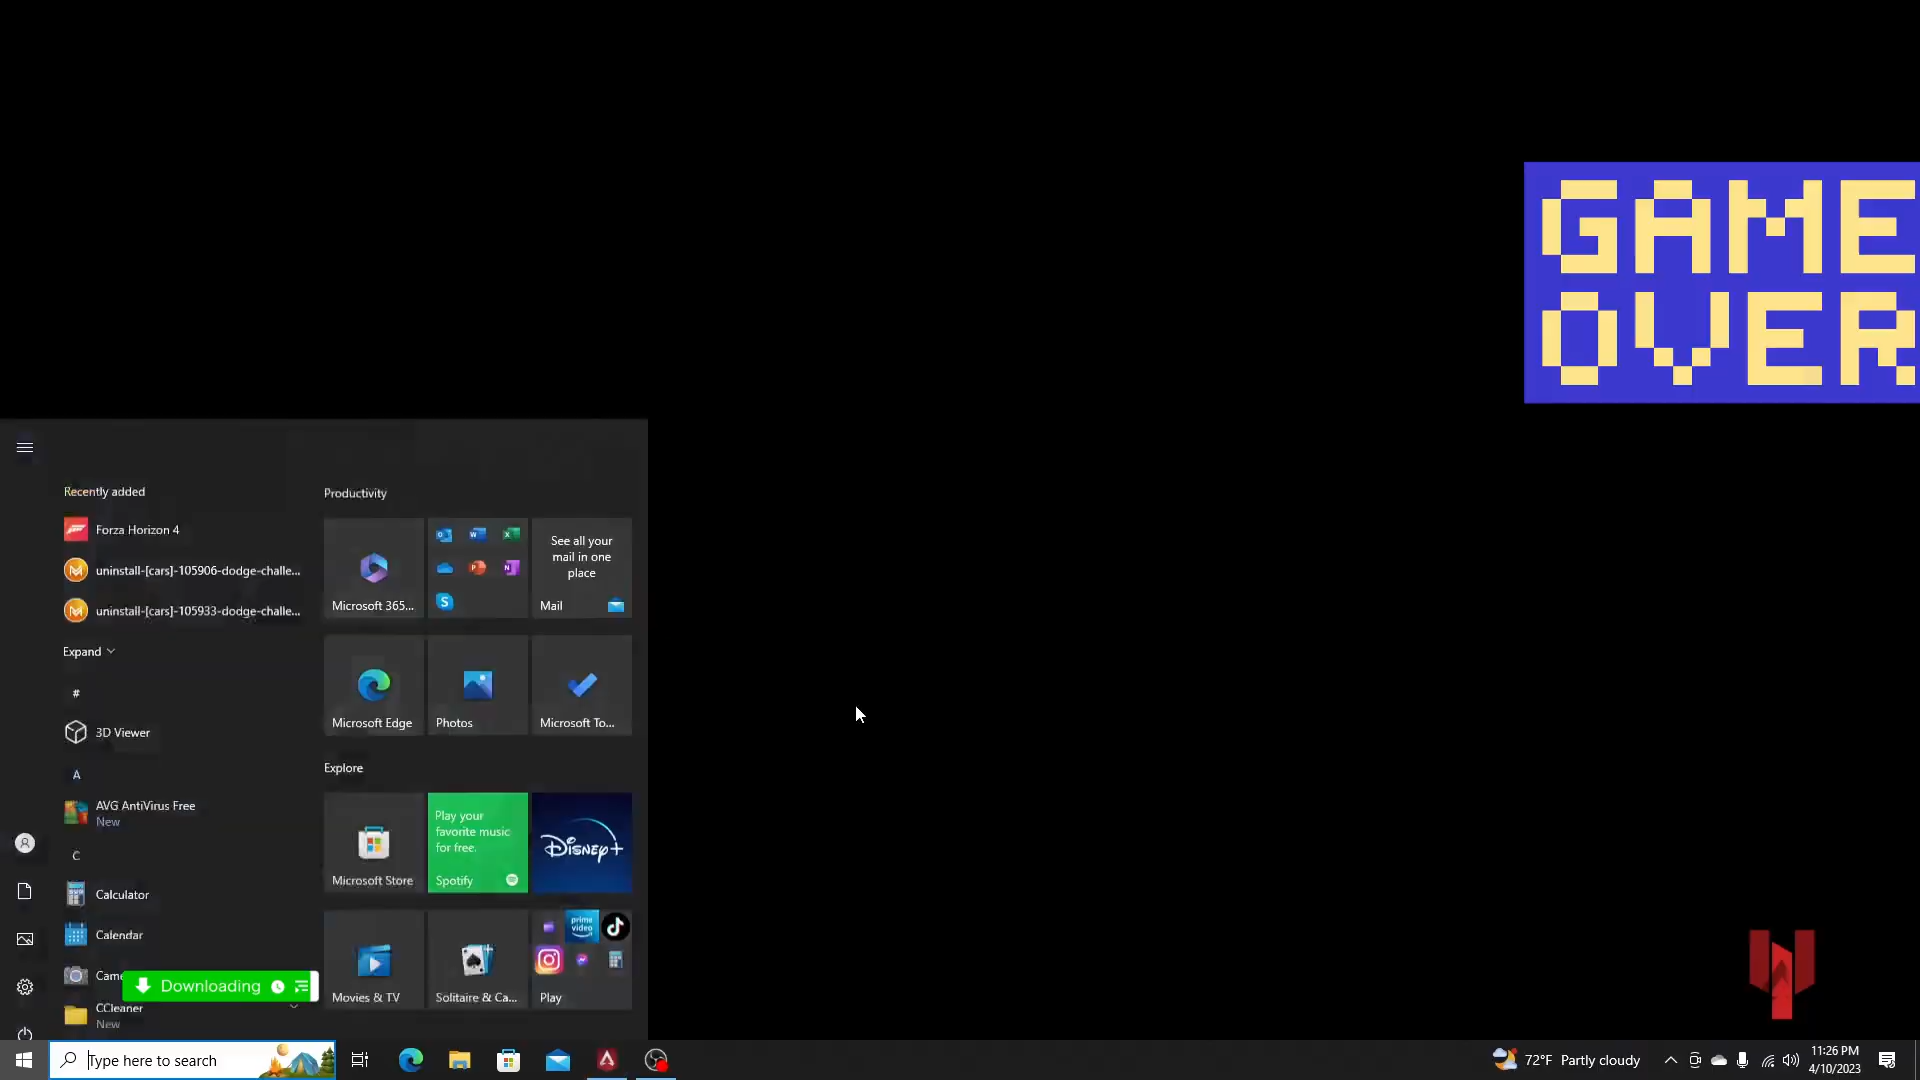 GAME
OVER
Recently added
Forza Horizon 4
uninstall-[cars]-105906-dodge-challe...
uninstall-[cars]-105933-dodge-challe...
Expand
#
3D Viewer
A
AVG AntiVirus Free
New
C
Calculator
Calendar
Came
CCleaner
New
Downloading
Productivity
Microsoft 365...
See all your
mail in one
place
Mail
Microsoft Edge
Photos
Microsoft To...
Explore
Microsoft Store
Play your
favorite music
for free.
Spotify
Disney+
Movies & TV
Solitaire & Ca...
prime
video
Play
Type here to search
72°F Partly cloudy
11:26 PM
4/10/2023